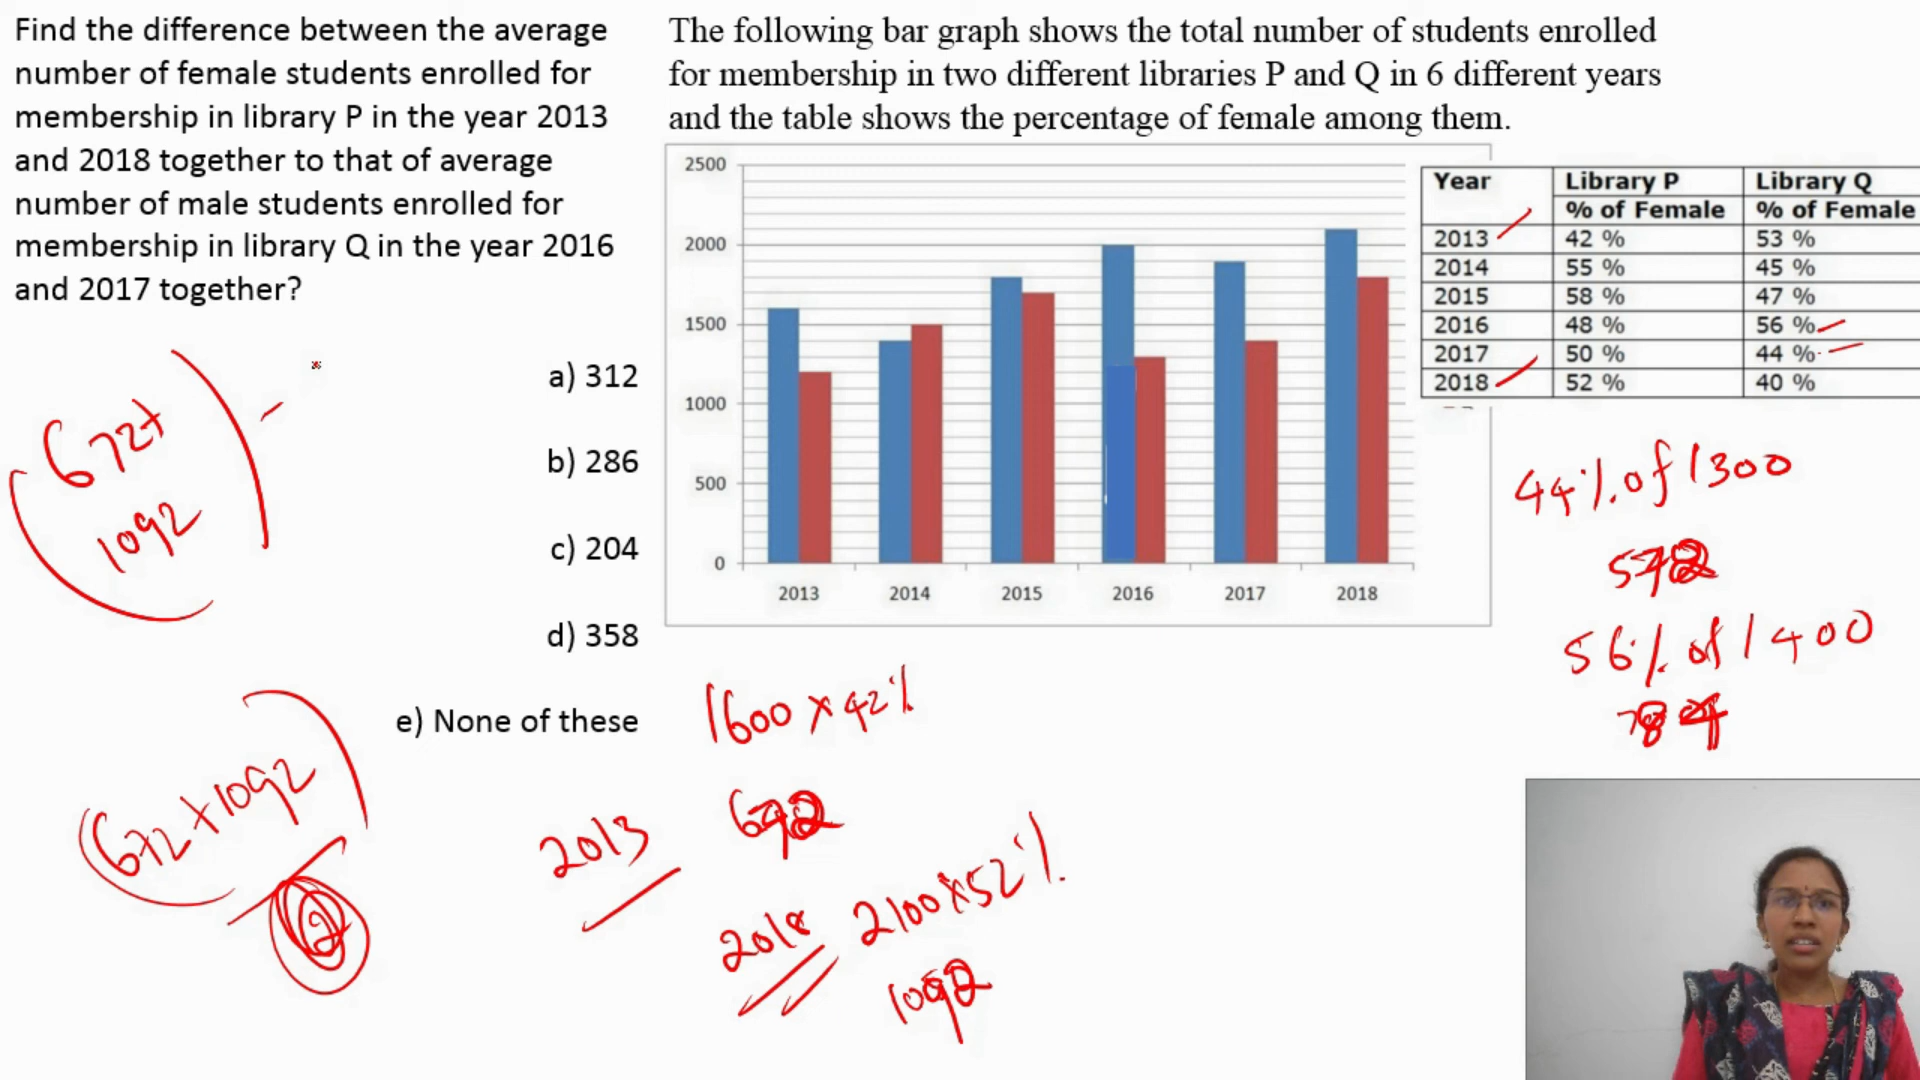 Find the difference between the average
number of female students enrolled for
membership in library P in the year 2013
and 2018 together to that of average
number of male students enrolled for
membership in library Q in the year 2016
and 2017 together?
a) 312
b) 286
c) 204
d) 358
e) None of these
The following bar graph shows the total number of students enrolled
for membership in two different libraries P and Q in 6 different years
and the table shows the percentage of female among them.
2500
2000
1500
1000
500
0
2013 2014 2015 2016 2017 2018
Year Library P Library Q
% of Female % of Female
2013 42 % 53 %
2014 55 % 45 %
2015 58 % 47 %
2016 48 % 56 %
2017 50 % 44 %
2018 52 % 40 %
672+
1092
-
(672+1092)
2
1600×42%
2013 672
2018 2100×52%
1092
44% of 1300
572
56% of 1400
784